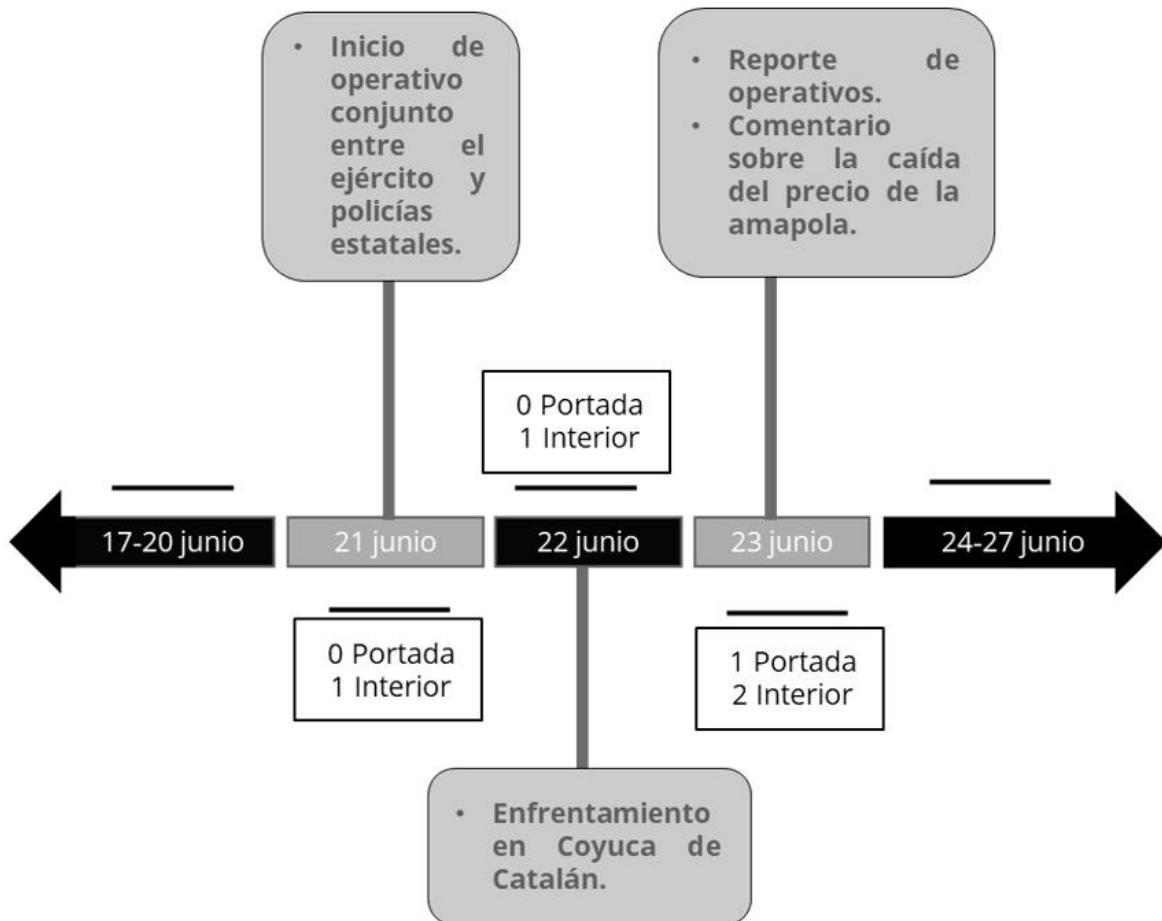 • Inicio de
operativo
conjunto
entre el
ejército y
policías
estatales.
• Reporte de
operativos.
• Comentario
sobre la caída
del precio de la
amapola.
0 Portada
1 Interior
17-20 junio
21 junio
22 junio
23 junio
24-27 junio
0 Portada
1 Interior
1 Portada
2 Interior
• Enfrentamiento
en Coyuca de
Catalán.